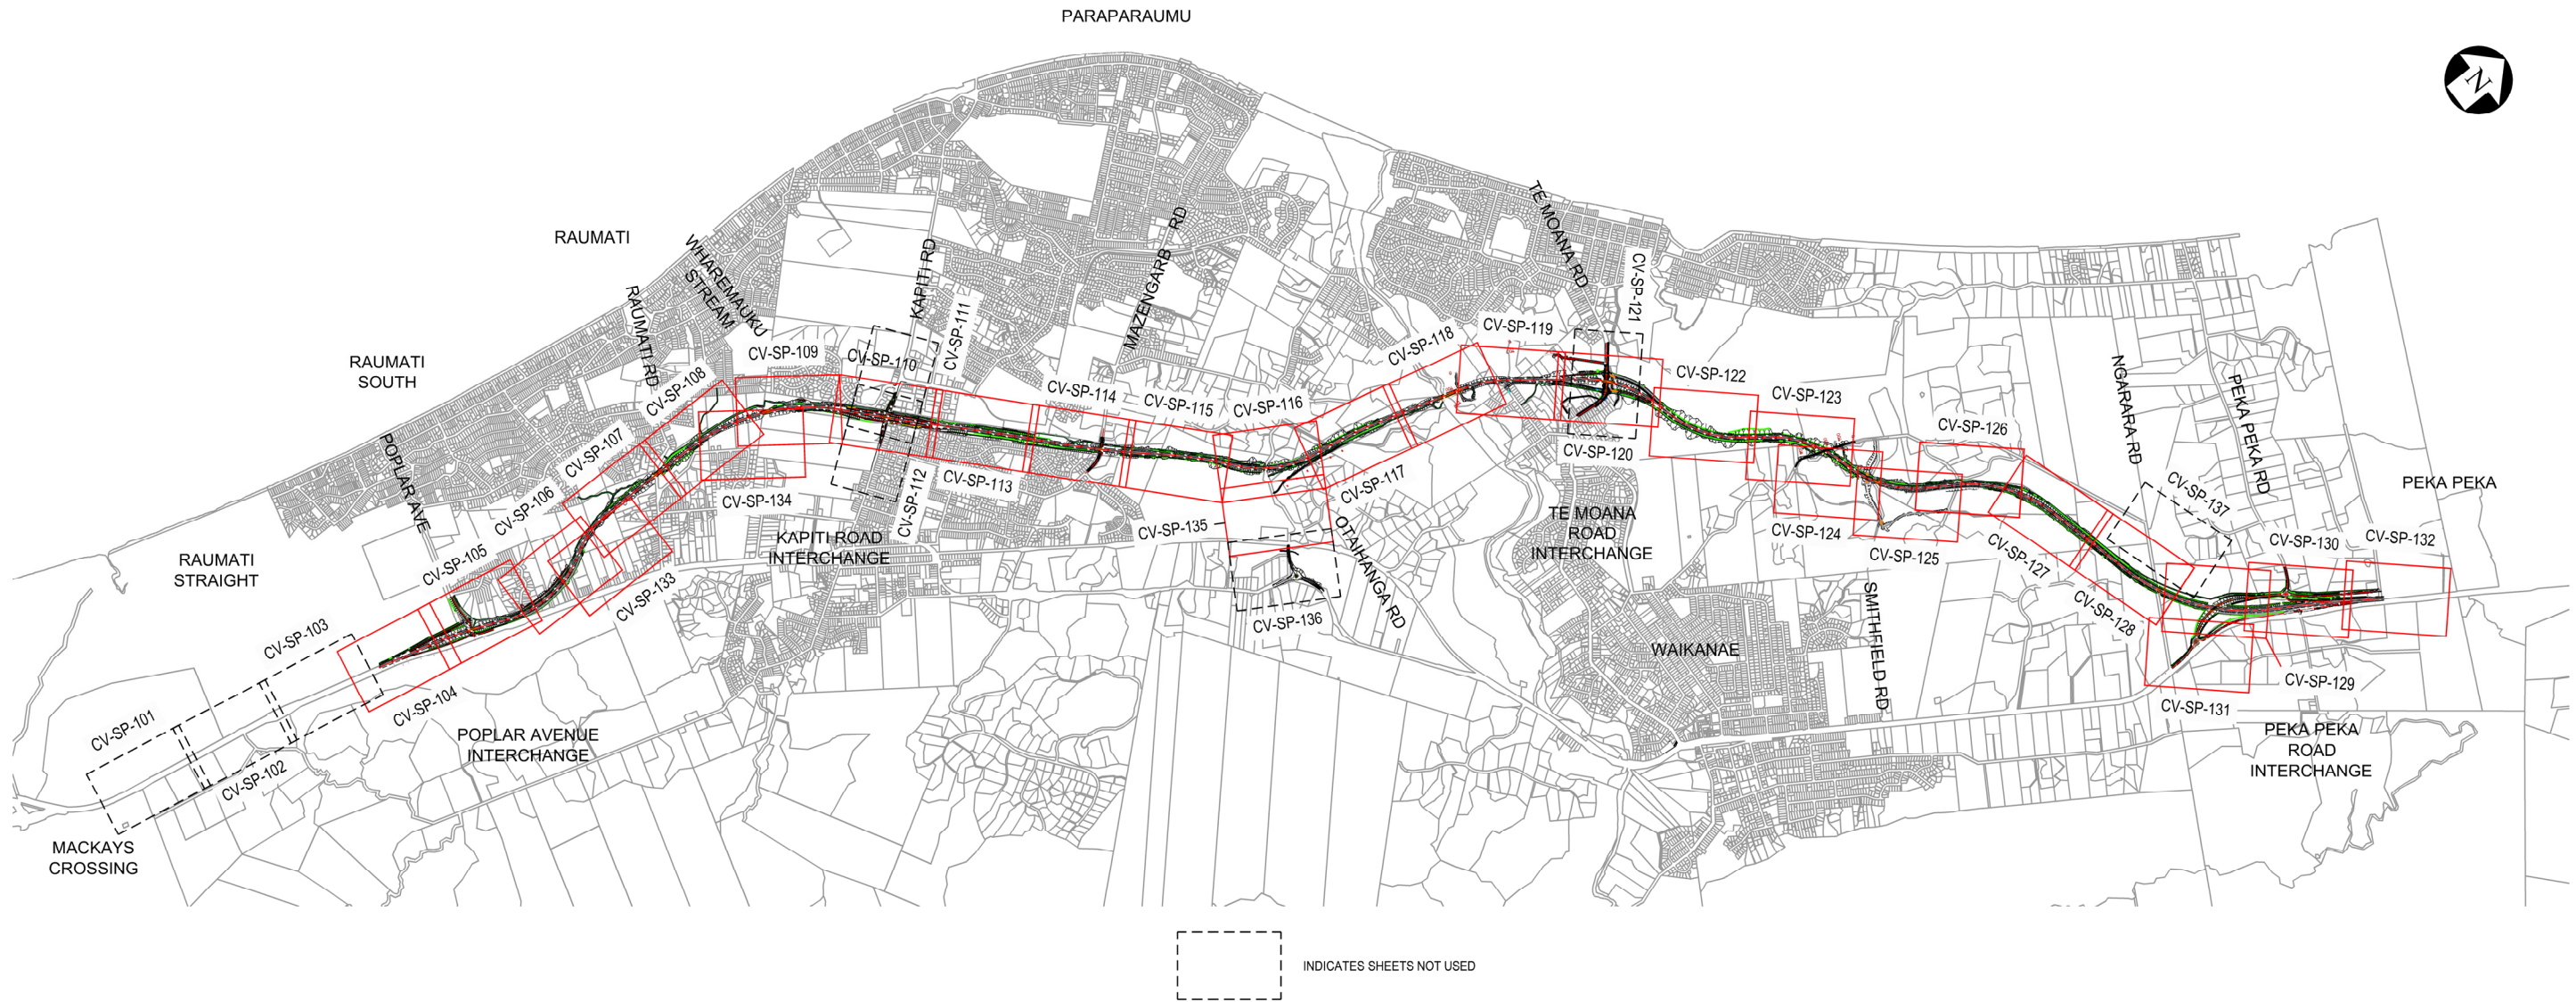 PARAPARAUMU
N
RAUMATI
WHAREMAUKU
STREAM
RAUMATI RD
RAUMATI
SOUTH
POPLAR AVE
RAUMATI
STRAIGHT
KAPITI RD
MAZENGARB RD
TE MOANA RD
NGARARA RD
PEKA PEKA RD
PEKA PEKA
CV-SP-101
CV-SP-102
CV-SP-103
CV-SP-104
CV-SP-105
CV-SP-106
CV-SP-107
CV-SP-108
CV-SP-109
CV-SP-110
CV-SP-111
CV-SP-112
CV-SP-113
CV-SP-114
CV-SP-115
CV-SP-116
CV-SP-117
CV-SP-118
CV-SP-119
CV-SP-120
CV-SP-121
CV-SP-122
CV-SP-123
CV-SP-124
CV-SP-125
CV-SP-126
CV-SP-127
CV-SP-128
CV-SP-129
CV-SP-130
CV-SP-131
CV-SP-132
CV-SP-133
CV-SP-134
CV-SP-135
CV-SP-136
CV-SP-137
KAPITI ROAD
INTERCHANGE
OTAIHANGA RD
TE MOANA
ROAD
INTERCHANGE
WAIKANAE
SMITHFIELD RD
POPLAR AVENUE
INTERCHANGE
PEKA PEKA
ROAD
INTERCHANGE
MACKAYS
CROSSING
INDICATES SHEETS NOT USED